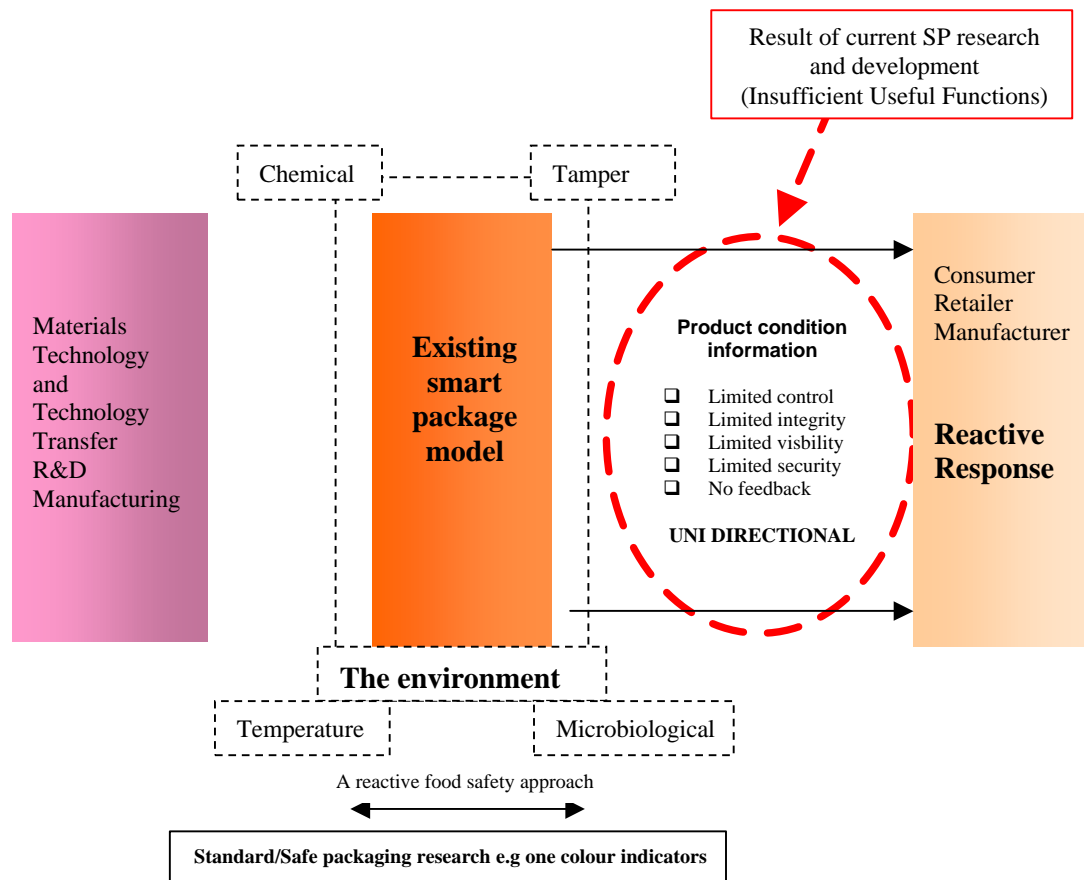 Result of current SP research
and development
(Insufficient Useful Functions)
Chemical
Tamper
Materials
Technology
and
Technology
Transfer
R&D
Manufacturing
Existing
smart
package
model
Product condition
information
Limited control
Limited integrity
Limited visbility
Limited security
No feedback
UNI DIRECTIONAL
Consumer
Retailer
Manufacturer
Reactive
Response
The environment
Temperature
Microbiological
A reactive food safety approach
Standard/Safe packaging research e.g one colour indicators